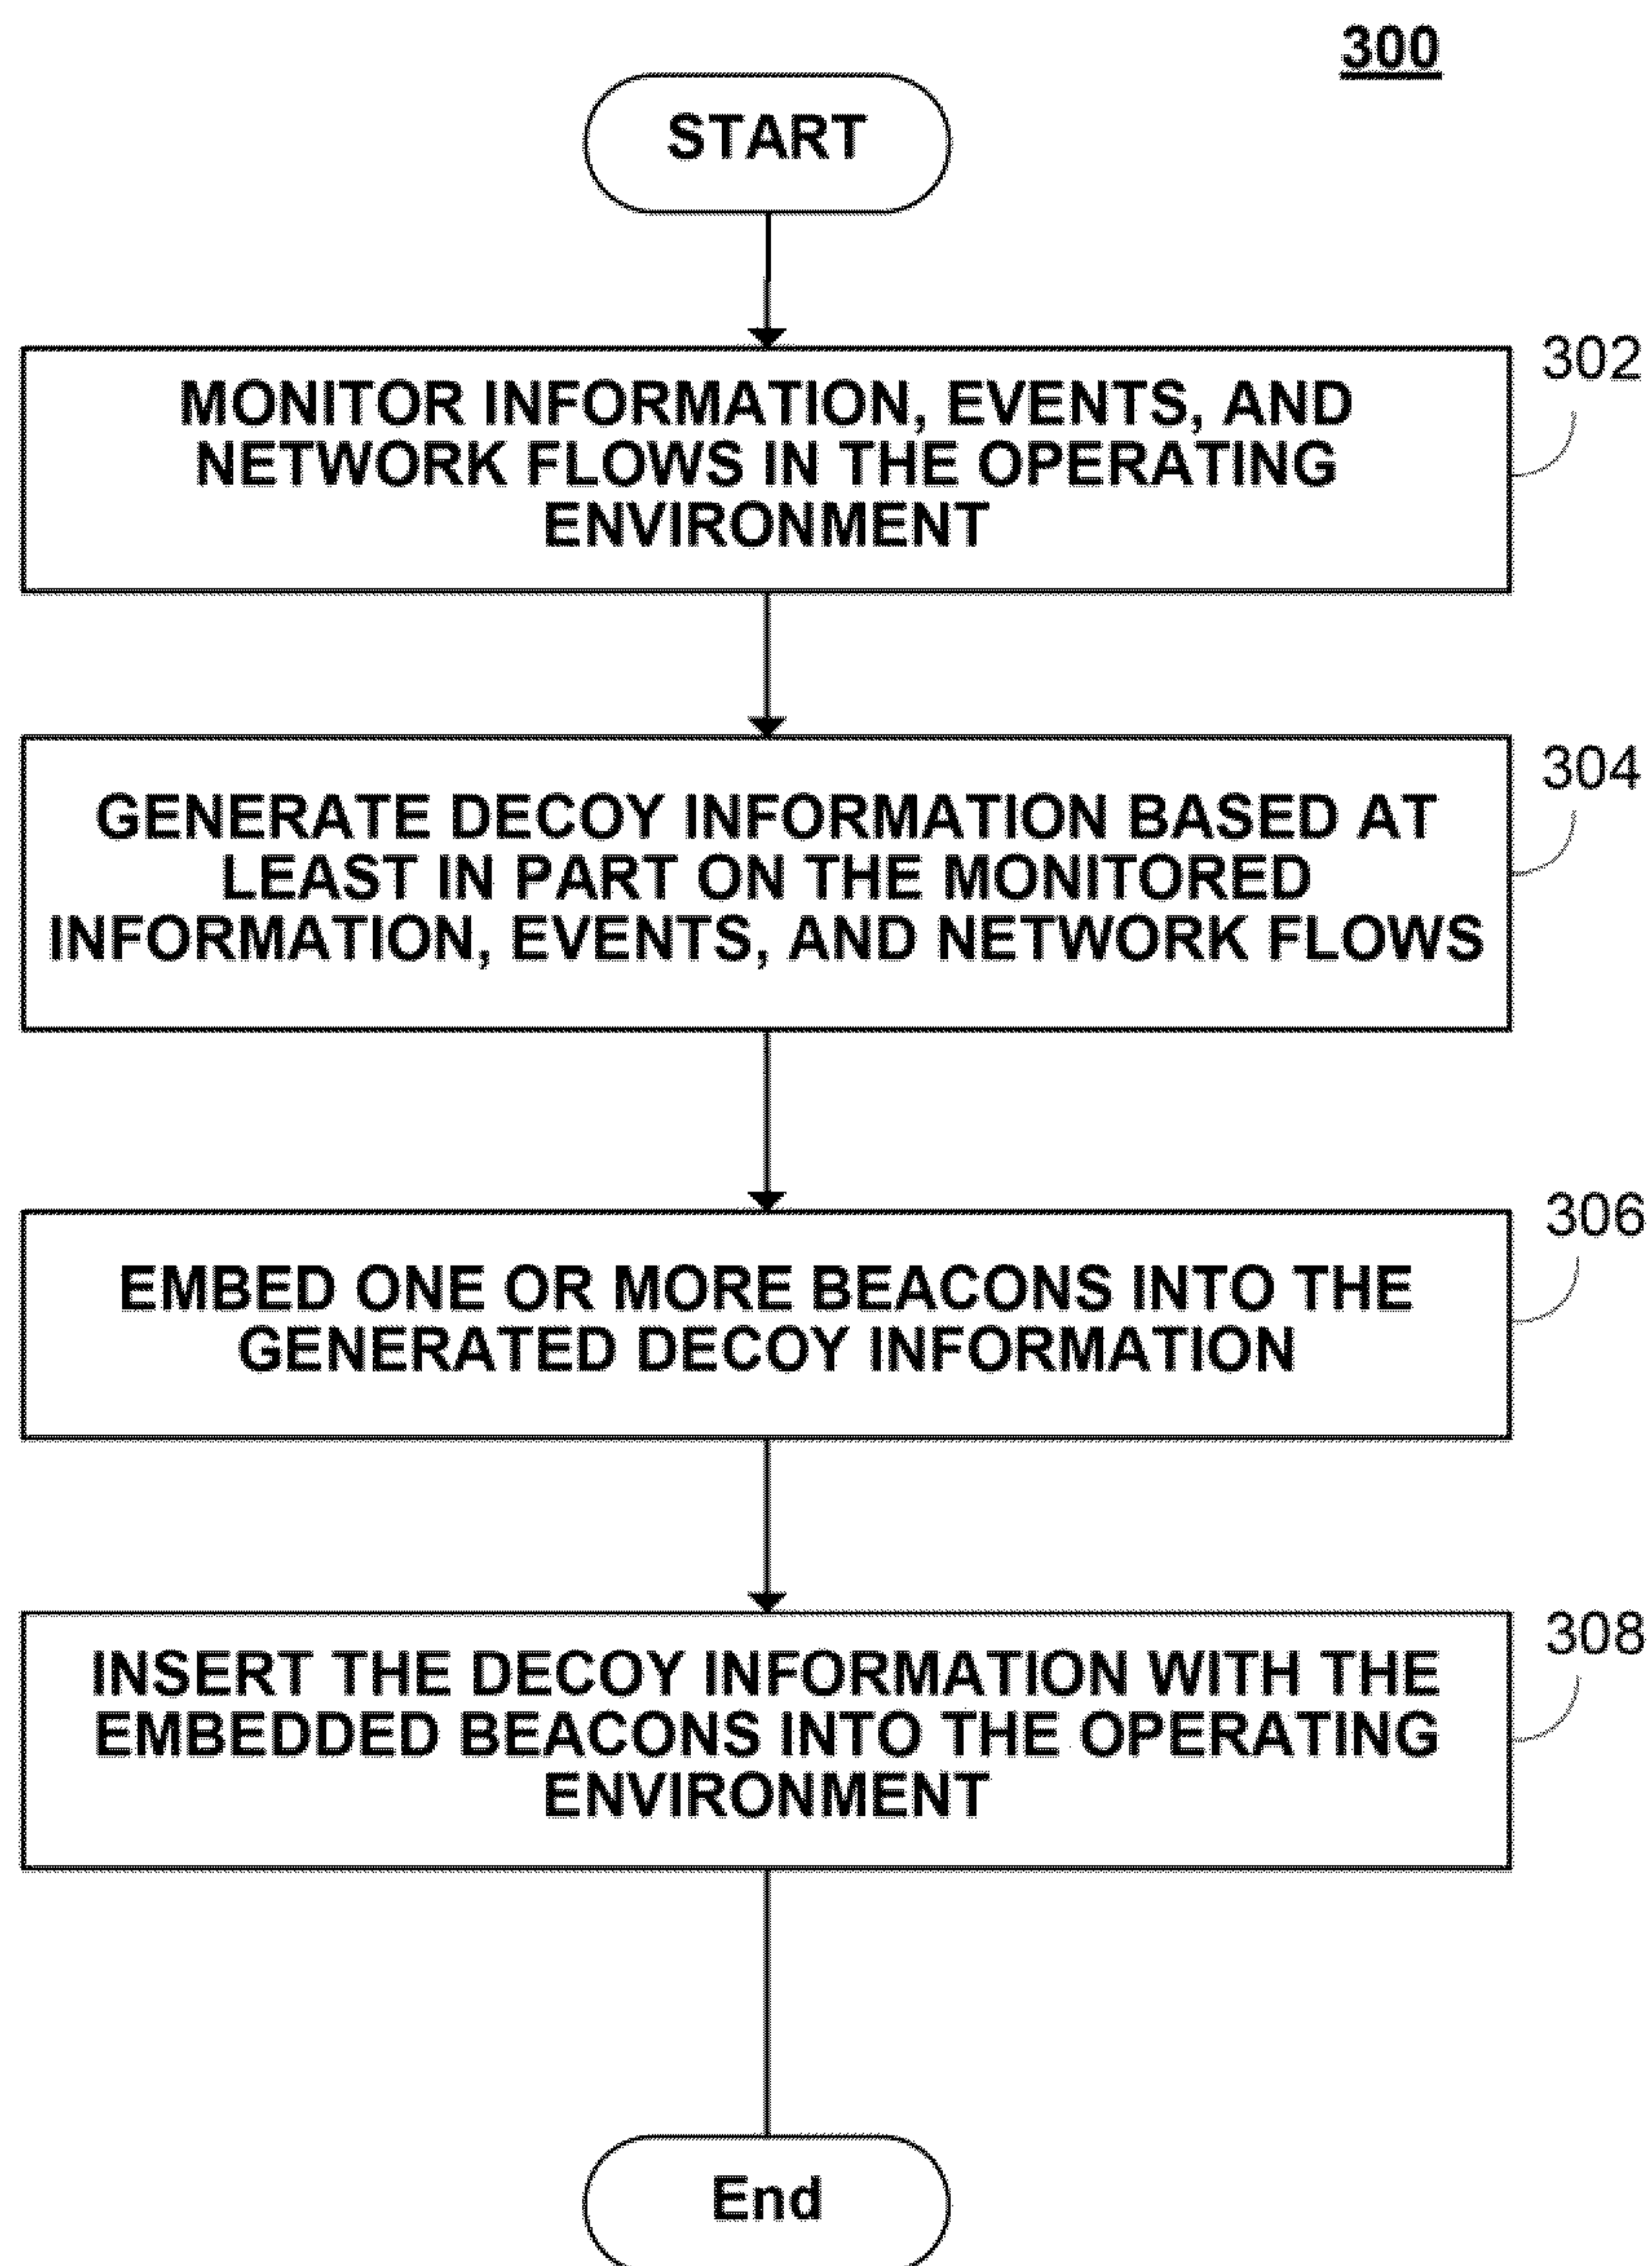 300
START
302
MONITOR INFORMATION, EVENTS, AND
NETWORK FLOWS IN THE OPERATING
ENVIRONMENT
304
GENERATE DECOY INFORMATION BASED AT
LEAST IN PART ON THE MONITORED
INFORMATION, EVENTS, AND NETWORK FLOWS
306
EMBED ONE OR MORE BEACONS INTO THE
GENERATED DECOY INFORMATION
308
INSERT THE DECOY INFORMATION WITH THE
EMBEDDED BEACONS INTO THE OPERATING
ENVIRONMENT
End